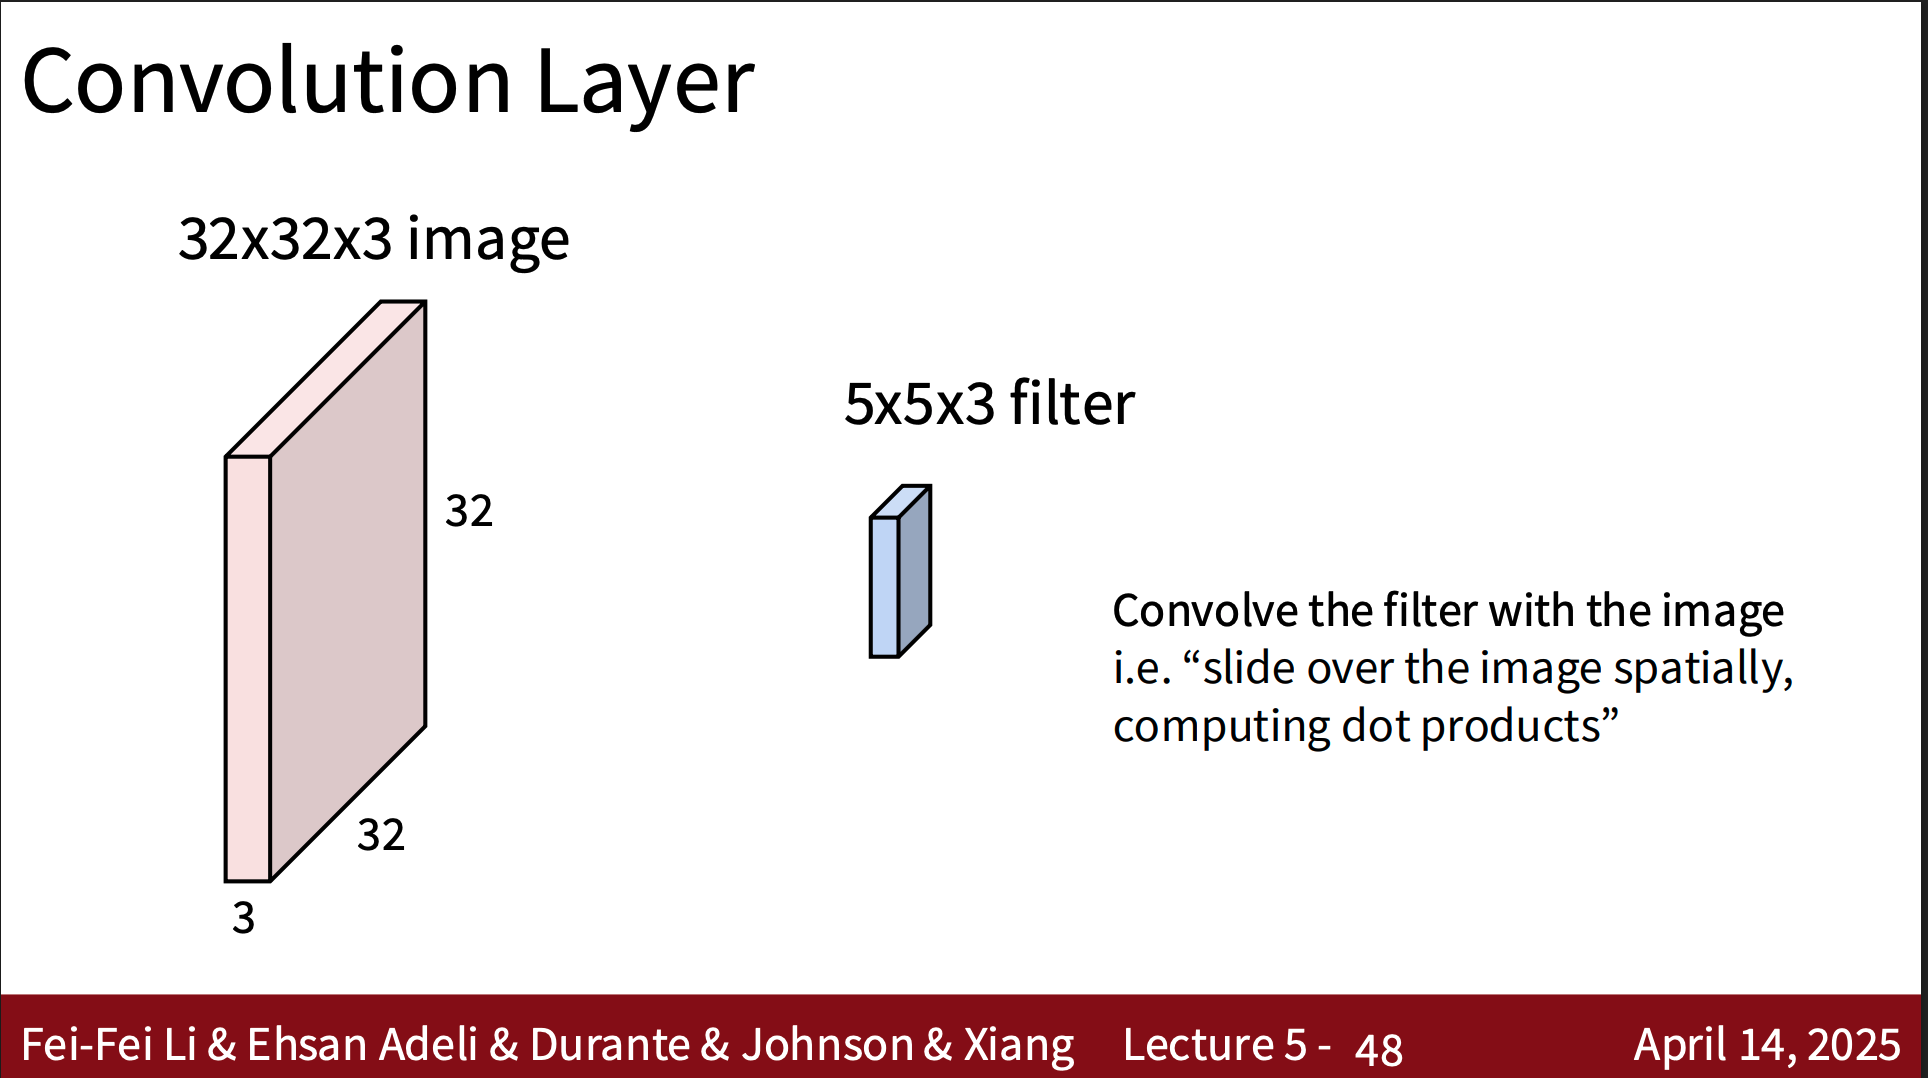 Convolution Layer
32x32x3 image
32
32
3
5x5x3 filter
Convolve the filter with the image
i.e. “slide over the image spatially,
computing dot products”
Fei-Fei Li & Ehsan Adeli & Durante & Johnson & Xiang Lecture 5 - 48 April 14, 2025